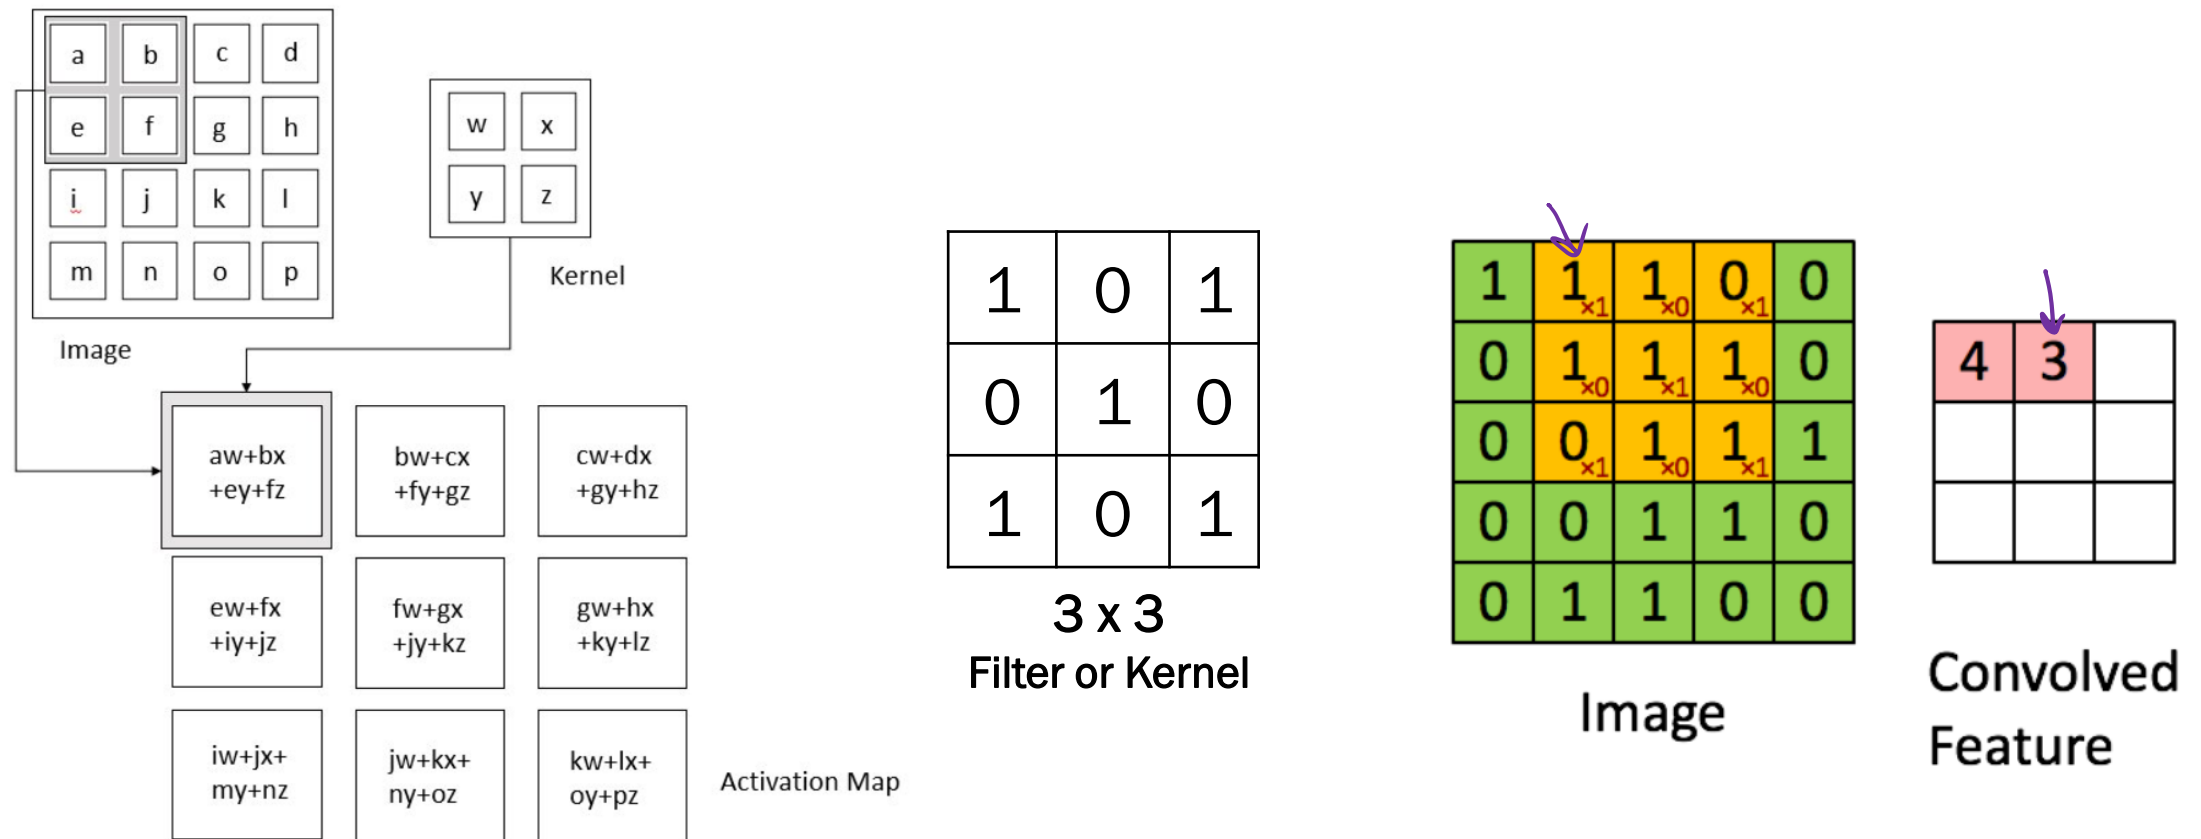 a b c d
e f g h
i j k l
m n o p
Image
w x
y z
Kernel
aw+bx
+ey+fz
bw+cx
+fy+gz
cw+dx
+gy+hz
ew+fx
+iy+jz
fw+gx
+jy+kz
gw+hx
+ky+lz
iw+jx+
my+nz
jw+kx+
ny+oz
kw+lx+
oy+pz
Activation Map
1 0 1
0 1 0
1 0 1
3 x 3
Filter or Kernel
1 1×1 1×0 0×1 0
0 1×0 1×1 1×0 0
0 0×1 1×0 1×1 1
0 0 1 1 0
0 1 1 0 0
Image
4 3
Convolved
Feature